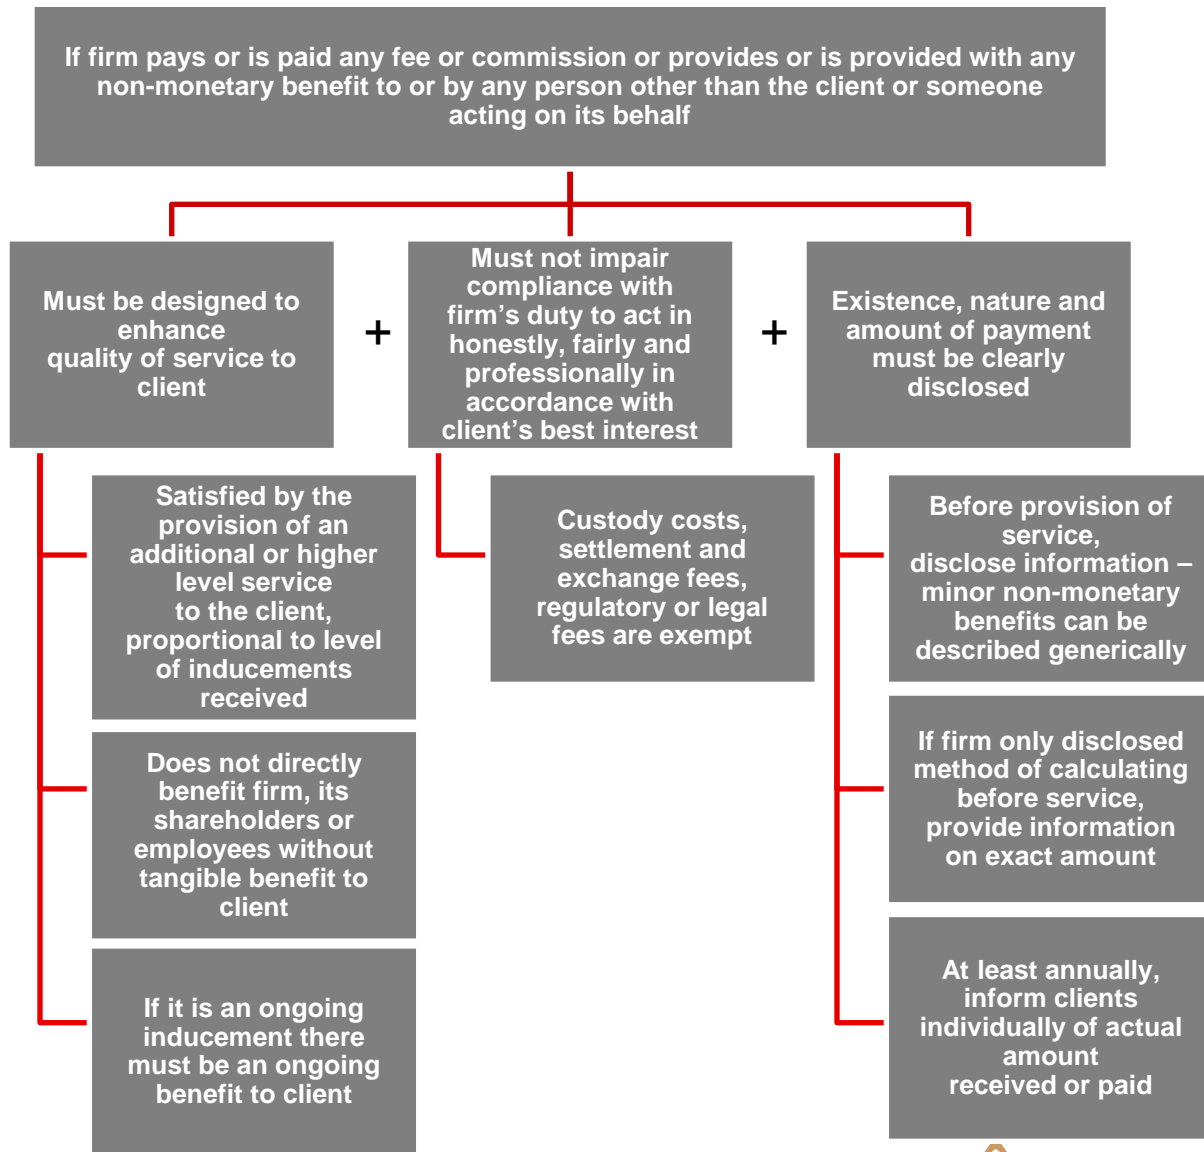 If firm pays or is paid any fee or commission or provides or is provided with any
non-monetary benefit to or by any person other than the client or someone
acting on its behalf
Must be designed to
enhance
quality of service to
client
+
Must not impair
compliance with
firm's duty to act in
honestly, fairly and
professionally in
accordance with
client's best interest
+
Existence, nature and
amount of payment
must be clearly
disclosed
Satisfied by the
provision of an
additional or higher
level service
to the client,
proportional to level
of inducements
received
Does not directly
benefit firm, its
shareholders or
employees without
tangible benefit to
client
If it is an ongoing
inducement there
must be an ongoing
benefit to client
Custody costs,
settlement and
exchange fees,
regulatory or legal
fees are exempt
Before provision of
service,
disclose information –
minor non-monetary
benefits can be
described generically
If firm only disclosed
method of calculating
before service,
provide information
on exact amount
At least annually,
inform clients
individually of actual
amount
received or paid